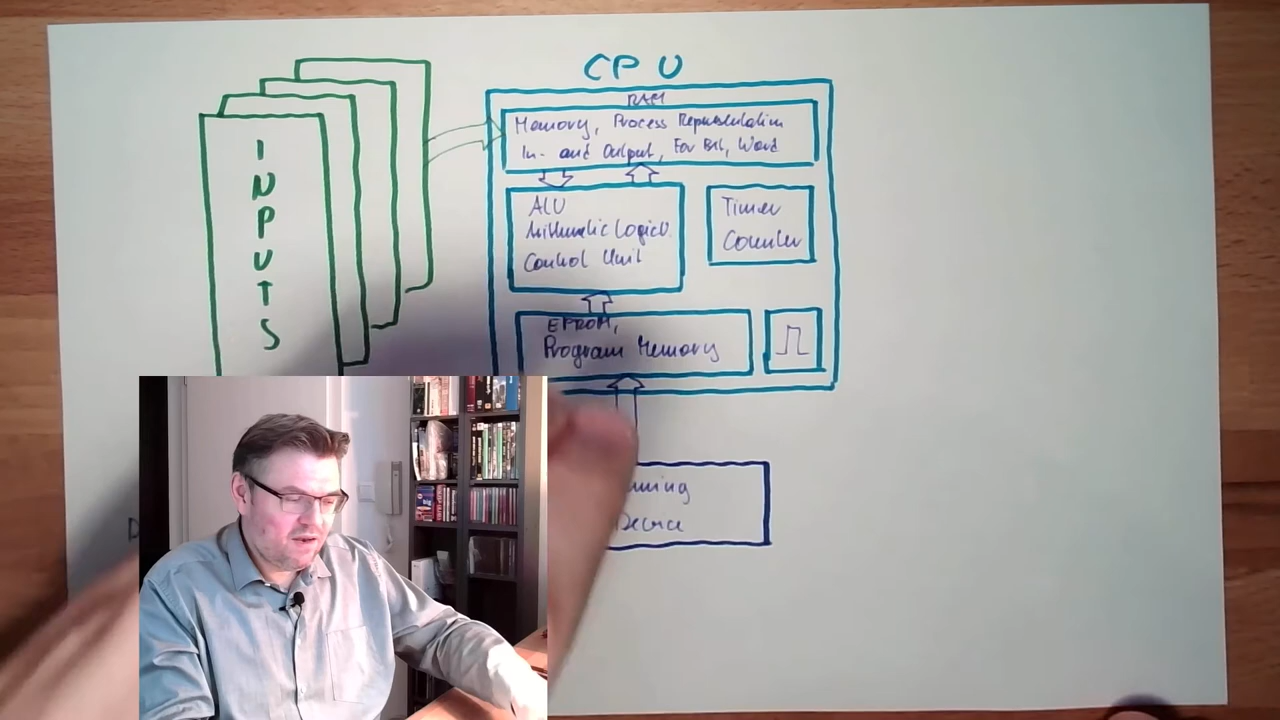 CPU
INPUTS
RAM
Memory, Process Representation
In- and Output, For Bit, Word
ALU
Arithmetic Logic U.
Control Unit
Timer
Counter
EPROM,
Program Memory
Device